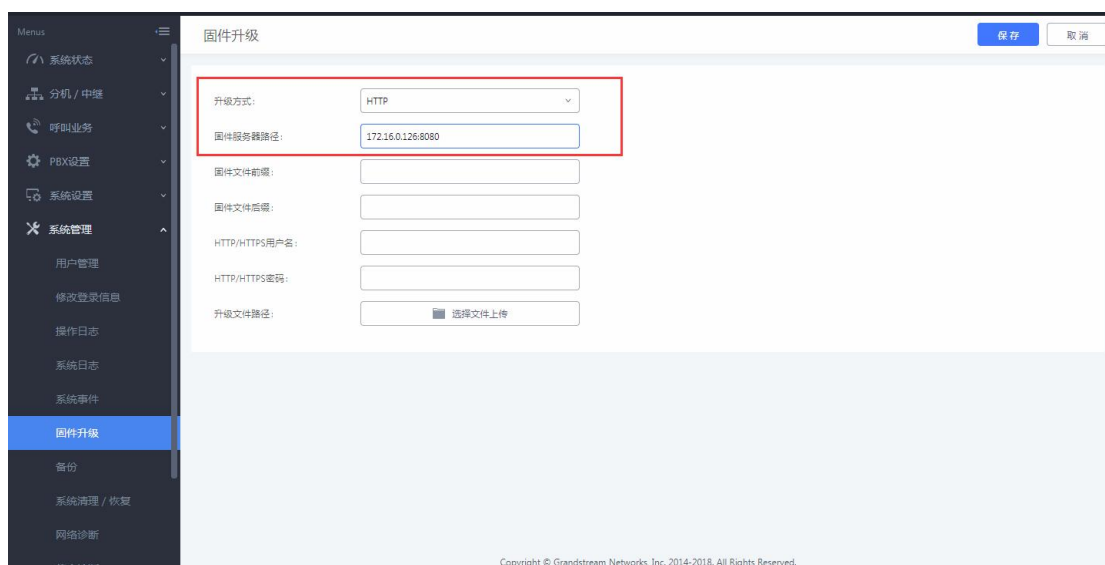 Menus
系统状态
分机 / 中继
呼叫业务
PBX设置
系统设置
系统管理
用户管理
修改登录信息
操作日志
系统日志
系统事件
固件升级
备份
系统清理 / 恢复
网络诊断
固件升级
保存
取消
升级方式:
HTTP
固件服务器路径:
172.16.0.126:8080
固件文件前缀:
固件文件后缀:
HTTP/HTTPS用户名:
HTTP/HTTPS密码:
升级文件路径:
选择文件上传
Copyright © Grandstream Networks, Inc. 2014-2018. All Rights Reserved.